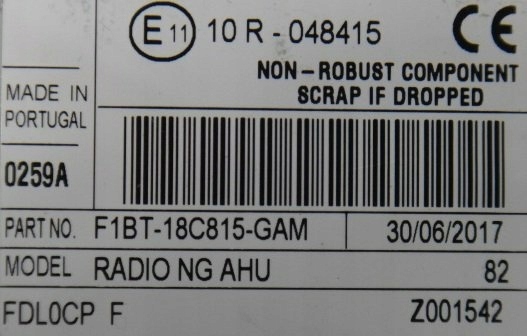 E 11 10 R - 048415 CE
NON-ROBUST COMPONENT
SCRAP IF DROPPED
MADE IN
PORTUGAL
0259A
PART NO. F1BT-18C815-GAM 30/06/2017
MODEL RADIO NG AHU 82
FDL0CP F Z001542